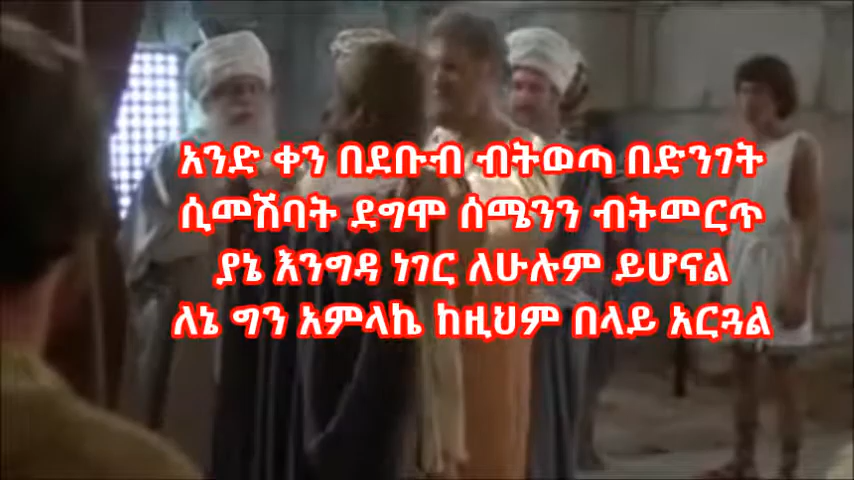 አንድ ቀን በደቡብ ብትወጣ በድንገት
ሲመሽባት ደግሞ ሰሜንን ብትመርጥ
ያኔ እንግዳ ነገር ለሁሉም ይሆናል
ለኔ ግን አምላኬ ከዚህም በላይ አርጓል